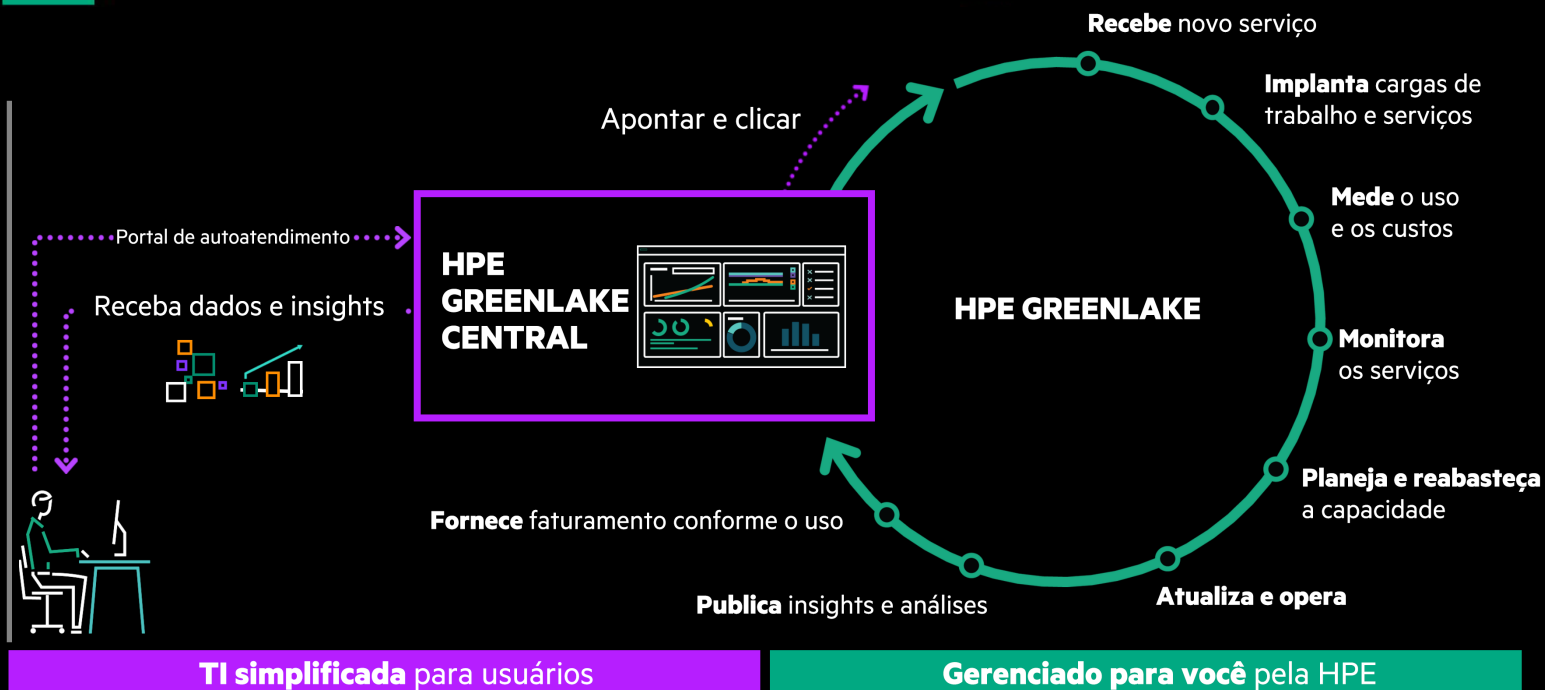 Recebe novo serviço
Implanta cargas de
trabalho e serviços
Apontar e clicar
Mede o uso
e os custos
Portal de autoatendimento
Receba dados e insights
HPE
GREENLAKE
CENTRAL
HPE GREENLAKE
Monitora
os serviços
Planeja e reabasteça
a capacidade
Fornece faturamento conforme o uso
Atualiza e opera
Publica insights e análises
TI simplificada para usuários
Gerenciado para você pela HPE